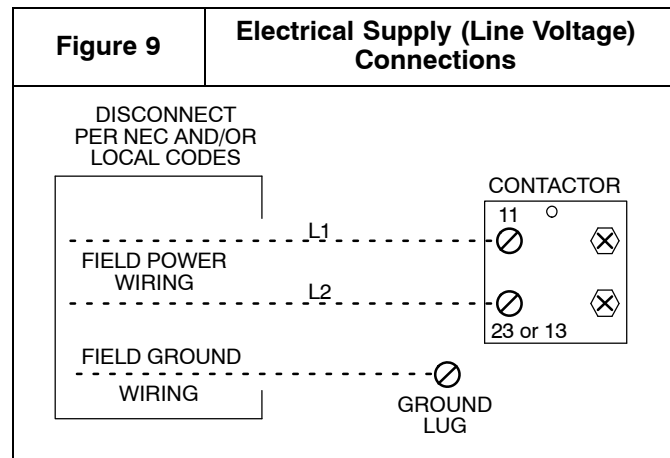 Figure 9
Electrical Supply (Line Voltage)
Connections
DISCONNECT
PER NEC AND/OR
LOCAL CODES
CONTACTOR
11
L1
FIELD POWER
WIRING
L2
23 or 13
FIELD GROUND
WIRING
GROUND
LUG